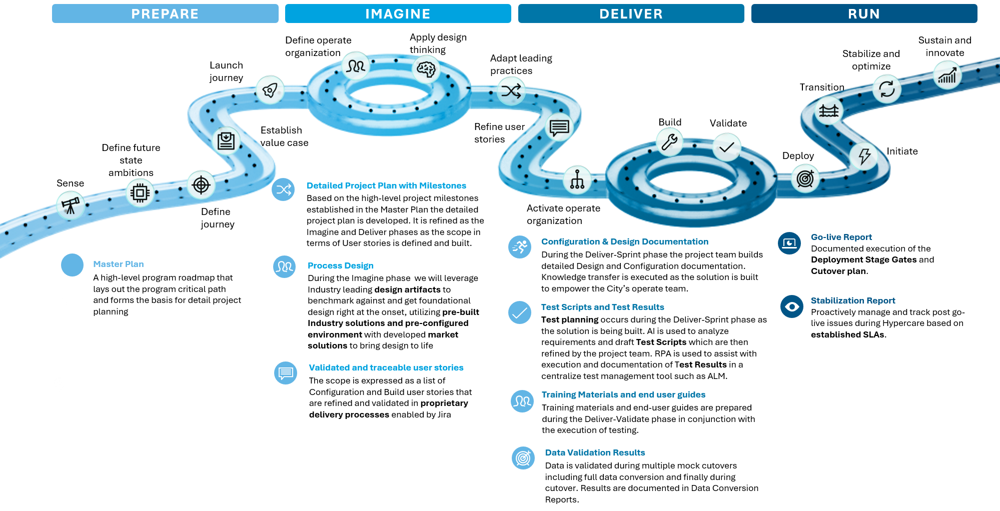 PREPARE
IMAGINE
DELIVER
RUN
Sense
Define future
state
ambitions
Define
journey
Establish
value case
Launch
journey
Define operate
organization
Apply design
thinking
Adapt leading
practices
Refine user
stories
Activate operate
organization
Build
Validate
Deploy
Initiate
Transition
Stabilize and
optimize
Sustain and
innovate
Master Plan
A high-level program roadmap that
lays out the program critical path
and forms the basis for detail project
planning
Detailed Project Plan with Milestones
Based on the high-level project milestones
established in the Master Plan the detailed
project plan is developed. It is refined as the
Imagine and Deliver phases as the scope in
terms of User stories is defined and built.
Process Design
During the Imagine phase  we will leverage
Industry leading design artifacts to
benchmark against and get foundational
design right at the onset, utilizing pre-built
Industry solutions and pre-configured
environment with developed market
solutions to bring design to life
Validated and traceable user stories
The scope is expressed as a list of
Configuration and Build user stories that
are refined and validated in proprietary
delivery processes enabled by Jira
Configuration & Design Documentation
During the Deliver-Sprint phase the project team builds
detailed Design and Configuration documentation.
Knowledge transfer is executed as the solution is built
to empower the City's operate team.
Test Scripts and Test Results
Test planning occurs during the Deliver-Sprint phase as
the solution is being built. AI is used to analyze
requirements and draft Test Scripts which are then
refined by the project team. RPA is used to assist with
execution and documentation of Test Results in a
centralize test management tool such as ALM.
Training Materials and end user guides
Training materials and end-user guides are prepared
during the Deliver-Validate phase in conjunction with
the execution of testing.
Data Validation Results
Data is validated during multiple mock cutovers
including full data conversion and finally during
cutover. Results are documented in Data Conversion
Reports.
Go-live Report
Documented execution of the
Deployment Stage Gates and
Cutover plan.
Stabilization Report
Proactively manage and track post go-
live issues during Hypercare based on
established SLAs.